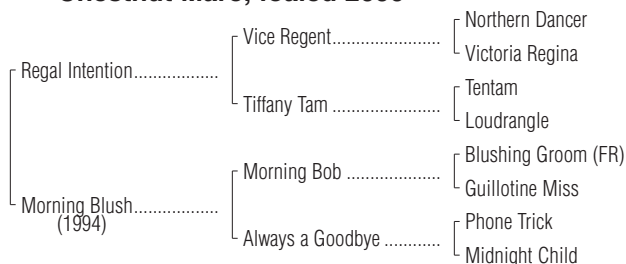 Chestnut Mare; foaled
Northern Dancer
Vice Regent
Victoria Regina
Regal Intention
Tentam
Tiffany Tam
Loudrangle
Blushing Groom (FR)
Morning Bob
Guillotine Miss
Morning Blush
(1994)
Phone Trick
Always a Goodbye
Midnight Child